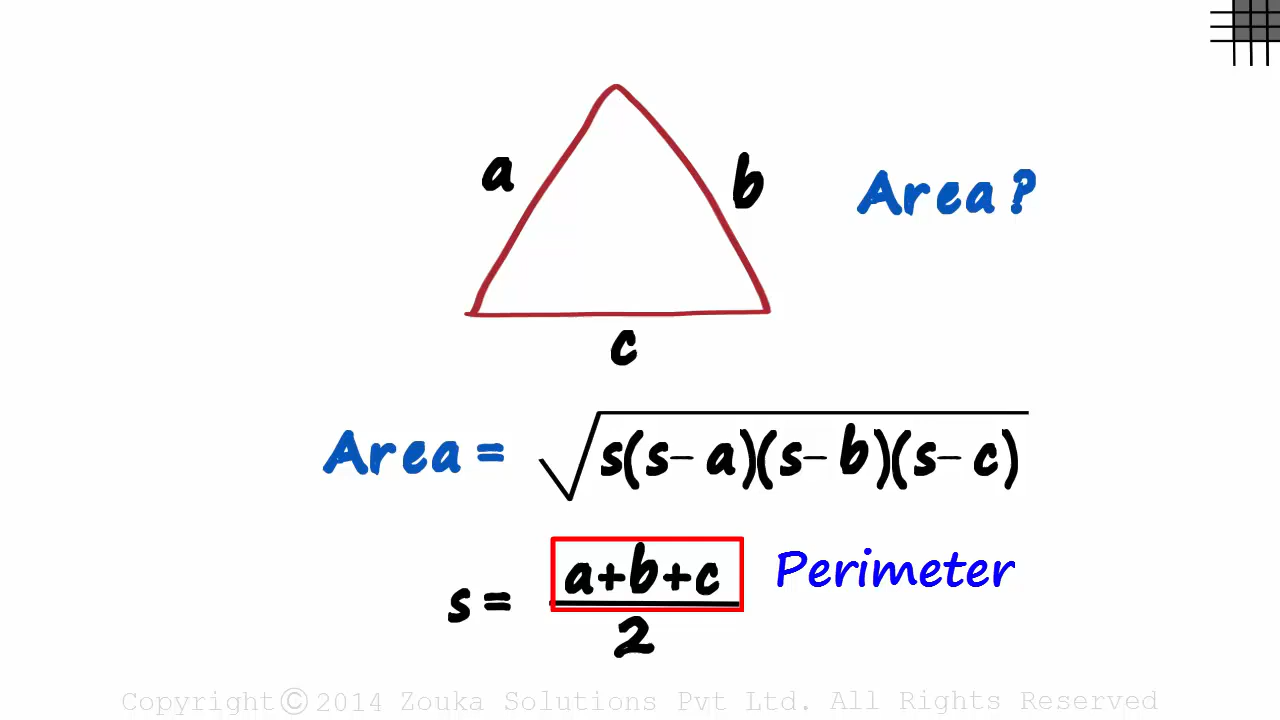 a
b
Area?
c
Area = √s(s-a)(s-b)(s-c)
s = a+b+c
Perimeter
2
Copyright©2014 Zouka Solutions Pvt Ltd. All Rights Reserved